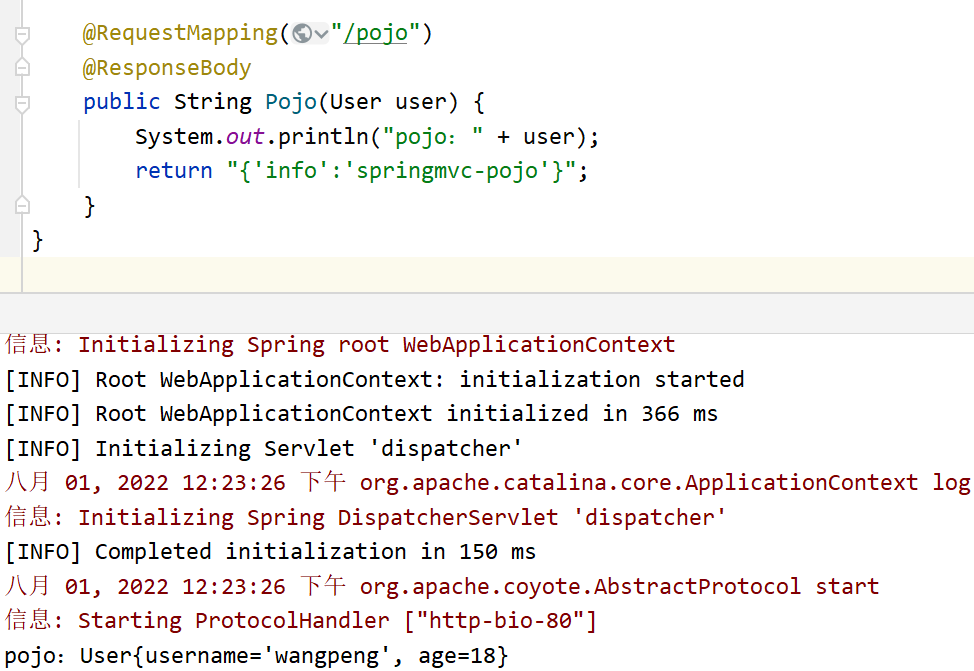 @RequestMapping("/pojo")
@ResponseBody
public String Pojo(User user) {
System.out.println("pojo：" + user);
return "{'info':'springmvc-pojo'}";
}
}
信息: Initializing Spring root WebApplicationContext
[INFO] Root WebApplicationContext: initialization started
[INFO] Root WebApplicationContext initialized in 366 ms
[INFO] Initializing Servlet 'dispatcher'
八月 01, 2022 12:23:26 下午 org.apache.catalina.core.ApplicationContext log
信息: Initializing Spring DispatcherServlet 'dispatcher'
[INFO] Completed initialization in 150 ms
八月 01, 2022 12:23:26 下午 org.apache.coyote.AbstractProtocol start
信息: Starting ProtocolHandler ["http-bio-80"]
pojo：User{username='wangpeng', age=18}